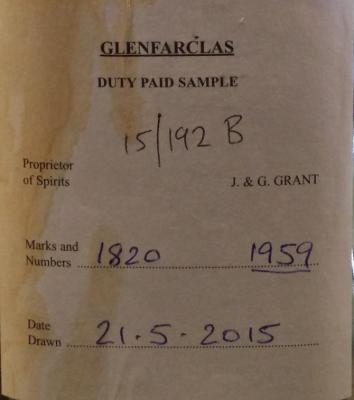 GLENFARCLAS
DUTY PAID SAMPLE
15/192 B
Proprietor
of Spirits J. & G. GRANT
Marks and
Numbers 1820 1959
Date
Drawn 21.5.2015